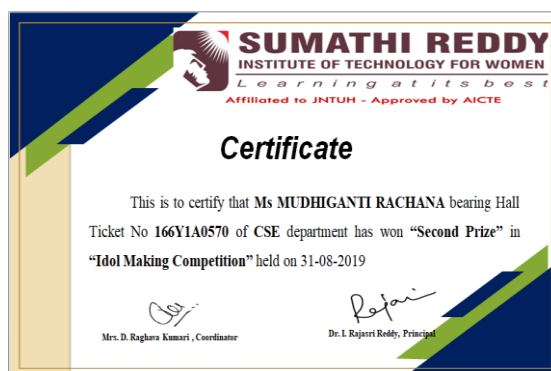 SUMATHI REDDY
INSTITUTE OF TECHNOLOGY FOR WOMEN
Learning at its best
Affiliated to JNTUH - Approved by AICTE
Certificate
This is to certify that Ms MUDHIGANTI RACHANA bearing Hall
Ticket No 166Y1A0570 of CSE department has won “Second Prize” in
“Idol Making Competition” held on 31-08-2019
Mrs. D. Raghava Kumari , Coordinator
Dr. I. Rajasri Reddy, Principal